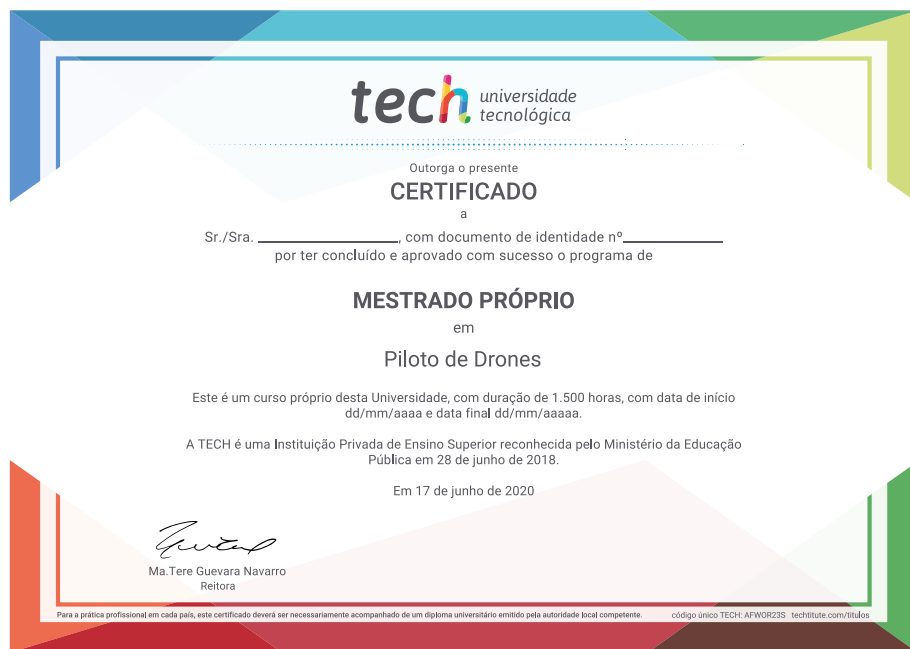 tech universidade
tecnológica
Outorga o presente
CERTIFICADO
a
Sr./Sra. ____________________, com documento de identidade nº______________
por ter concluído e aprovado com sucesso o programa de
MESTRADO PRÓPRIO
em
Piloto de Drones
Este é um curso próprio desta Universidade, com duração de 1.500 horas, com data de início
dd/mm/aaaa e data final dd/mm/aaaaa.
A TECH é uma Instituição Privada de Ensino Superior reconhecida pelo Ministério da Educação
Pública em 28 de junho de 2018.
Em 17 de junho de 2020
Ma.Tere Guevara Navarro
Reitora
Para a prática profissional em cada país, este certificado deverá ser necessariamente acompanhado de um diploma universitário emitido pela autoridade local competente. código único TECH: AFWOR23S techtitute.com/titulos